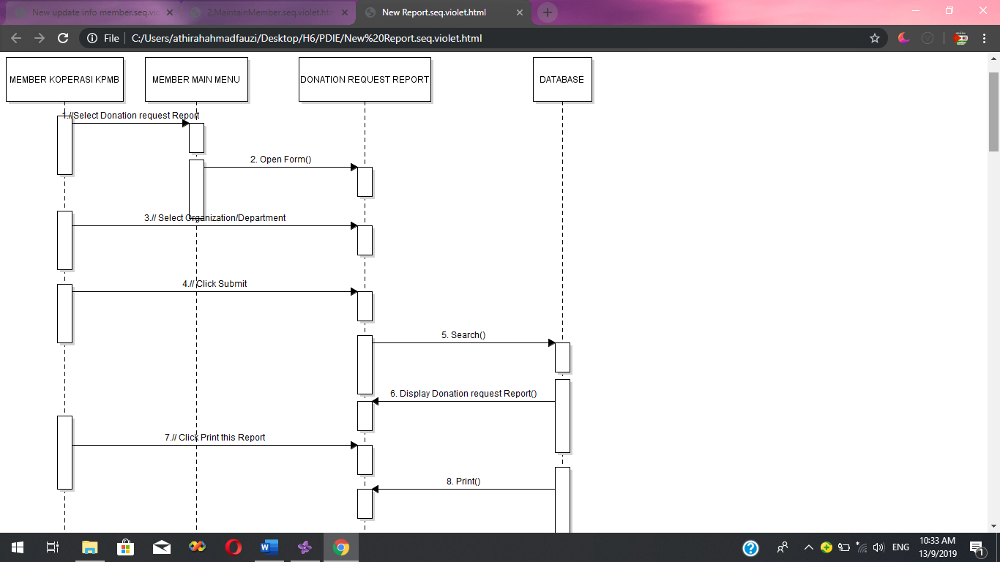 New update info member.seq.vio
2.MaintainMember.seq.violet.htm
New Report.seq.violet.html
File
C:/Users/athirahahmadfauzi/Desktop/H6/PDIE/New%20Report.seq.violet.html
MEMBER KOPERASI KPMB
MEMBER MAIN MENU
DONATION REQUEST REPORT
DATABASE
1.//Select Donation request Report
2. Open Form()
3.// Select Organization/Department
4.// Click Submit
5. Search()
6. Display Donation request Report()
7.// Click Print this Report
8. Print()
ENG
10:33 AM
13/9/2019
1